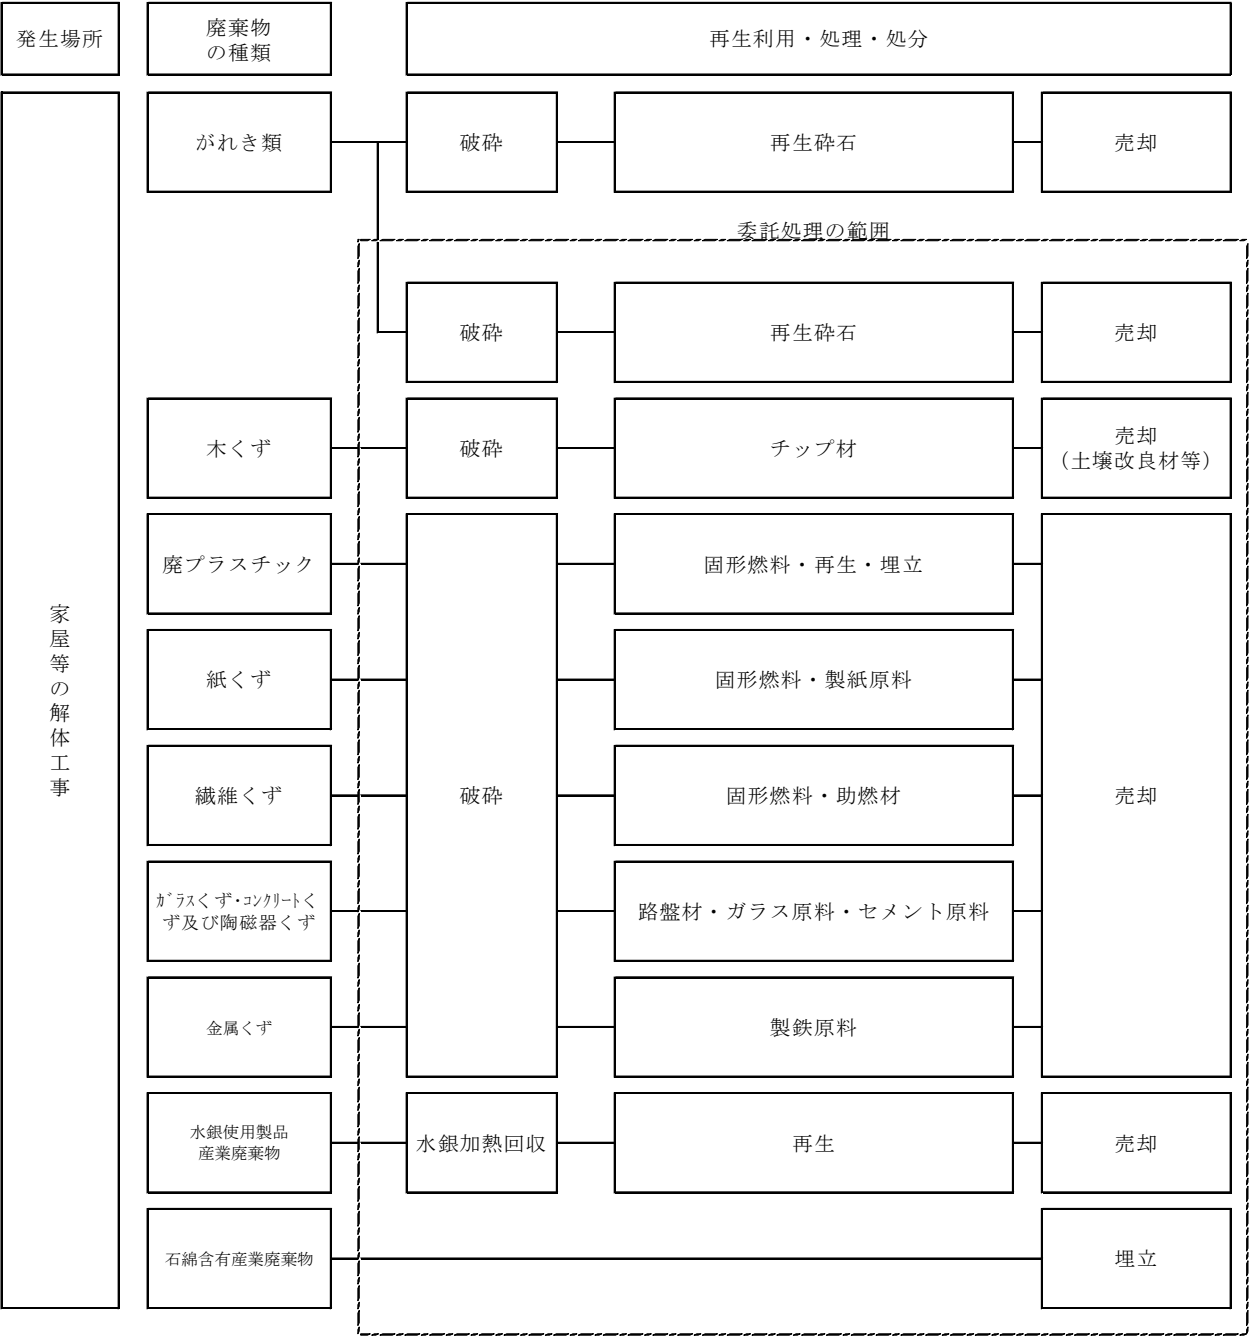 発生場所
廃棄物
の種類
再生利用・処理・処分
家屋等の解体工事
がれき類
破砕
再生砕石
売却
委託処理の範囲
破砕
再生砕石
売却
木くず
破砕
チップ材
売却
（土壌改良材等）
廃プラスチック
固形燃料・再生・埋立
紙くず
固形燃料・製紙原料
繊維くず
破砕
固形燃料・助燃材
売却
ｶﾞﾗｽくず・ｺﾝｸﾘｰﾄく
ず及び陶磁器くず
路盤材・ガラス原料・セメント原料
金属くず
製鉄原料
水銀使用製品
産業廃棄物
水銀加熱回収
再生
売却
石綿含有産業廃棄物
埋立